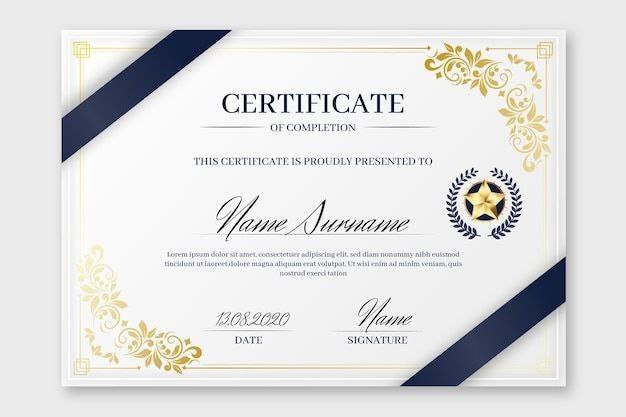 CERTIFICATE
OF COMPLETION
THIS CERTIFICATE IS PROUDLY PRESENTED TO
Name Surname
Lorem ipsum dolor sit amet, consectetuer adipiscing elit, sed diam
nonummy nibh euismod tincidunt ut laoreet dolore magna aliquam
erat volutpat. Ut wisi enim ad minim veniam, quis
nostrud
13.08.2020 Name
DATE SIGNATURE